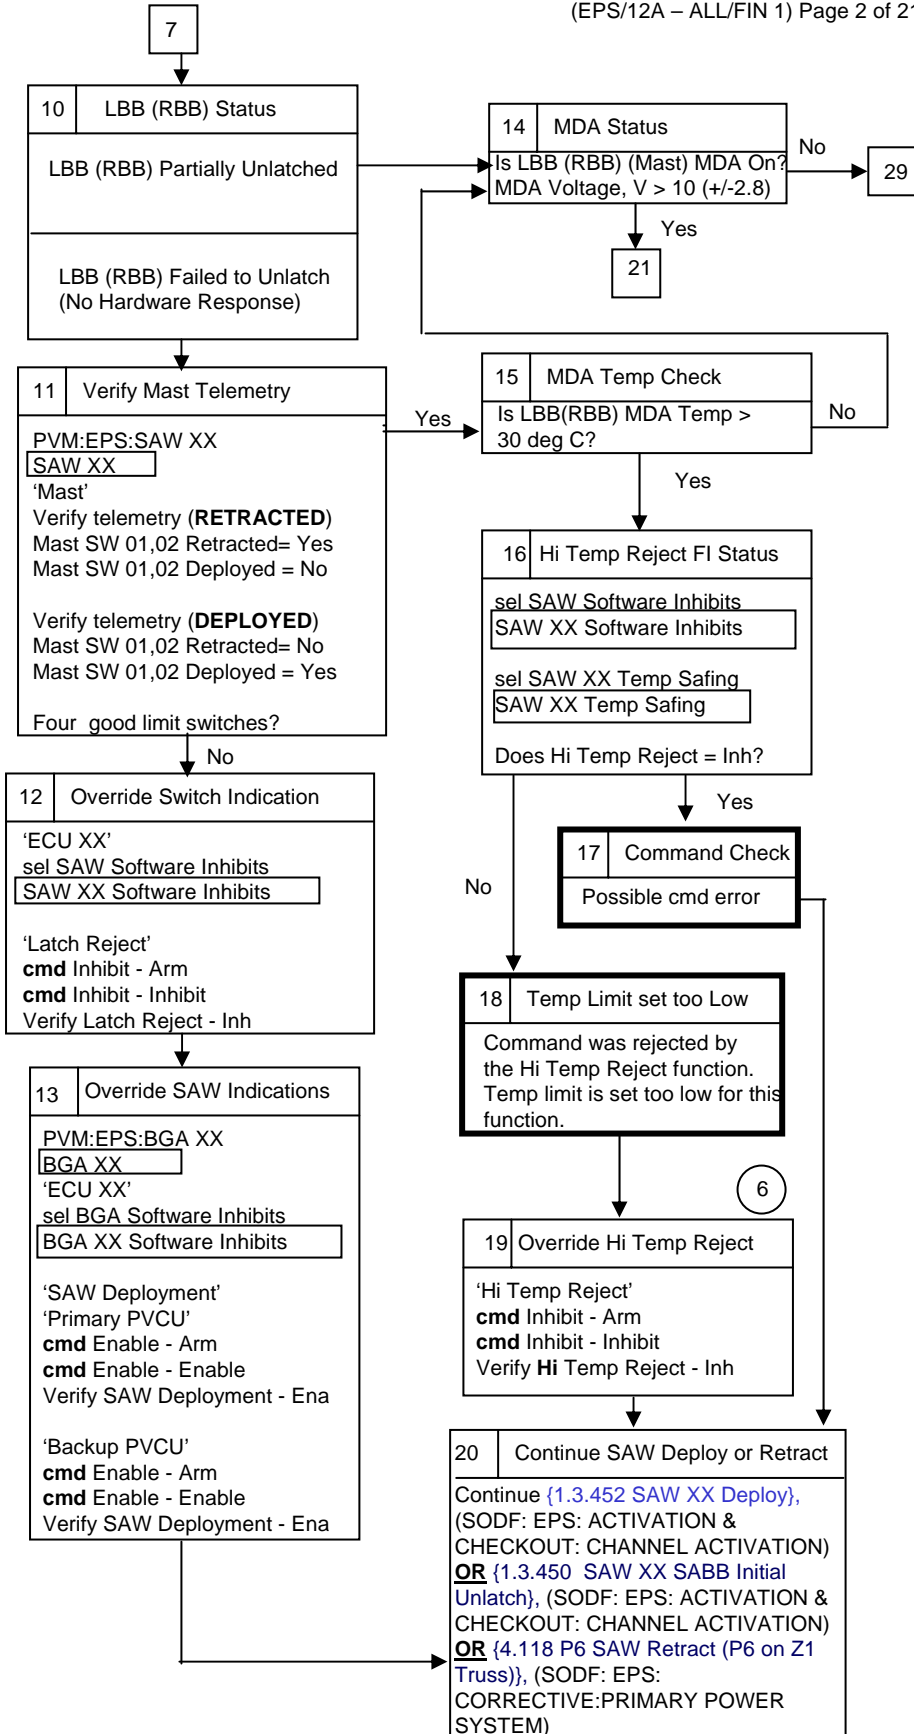 (EPS/12A – ALL/FIN 1) Page 2 of 21
7
10 LBB (RBB) Status
LBB (RBB) Partially Unlatched
LBB (RBB) Failed to Unlatch
(No Hardware Response)
14 MDA Status
Is LBB (RBB) (Mast) MDA On?
MDA Voltage, V > 10 (+/-2.8)
No
29
Yes
21
11 Verify Mast Telemetry
PVM:EPS:SAW XX
SAW XX
‘Mast’
Verify telemetry (RETRACTED)
Mast SW 01,02 Retracted= Yes
Mast SW 01,02 Deployed = No
Verify telemetry (DEPLOYED)
Mast SW 01,02 Retracted= No
Mast SW 01,02 Deployed = Yes
Four good limit switches?
Yes
No
15 MDA Temp Check
Is LBB(RBB) MDA Temp >
30 deg C?
No
Yes
16 Hi Temp Reject FI Status
sel SAW Software Inhibits
SAW XX Software Inhibits
sel SAW XX Temp Safing
SAW XX Temp Safing
Does Hi Temp Reject = Inh?
Yes
No
12 Override Switch Indication
‘ECU XX’
sel SAW Software Inhibits
SAW XX Software Inhibits
‘Latch Reject’
cmd Inhibit - Arm
cmd Inhibit - Inhibit
Verify Latch Reject - Inh
17 Command Check
Possible cmd error
18 Temp Limit set too Low
Command was rejected by
the Hi Temp Reject function.
Temp limit is set too low for this
function.
13 Override SAW Indications
PVM:EPS:BGA XX
BGA XX
‘ECU XX’
sel BGA Software Inhibits
BGA XX Software Inhibits
‘SAW Deployment’
‘Primary PVCU’
cmd Enable - Arm
cmd Enable - Enable
Verify SAW Deployment - Ena
‘Backup PVCU’
cmd Enable - Arm
cmd Enable - Enable
Verify SAW Deployment - Ena
6
19 Override Hi Temp Reject
‘Hi Temp Reject’
cmd Inhibit - Arm
cmd Inhibit - Inhibit
Verify Hi Temp Reject - Inh
20 Continue SAW Deploy or Retract
Continue {1.3.452 SAW XX Deploy},
(SODF: EPS: ACTIVATION &
CHECKOUT: CHANNEL ACTIVATION)
OR {1.3.450 SAW XX SABB Initial
Unlatch}, (SODF: EPS: ACTIVATION &
CHECKOUT: CHANNEL ACTIVATION)
OR {4.118 P6 SAW Retract (P6 on Z1
Truss)}, (SODF: EPS:
CORRECTIVE:PRIMARY POWER
SYSTEM)